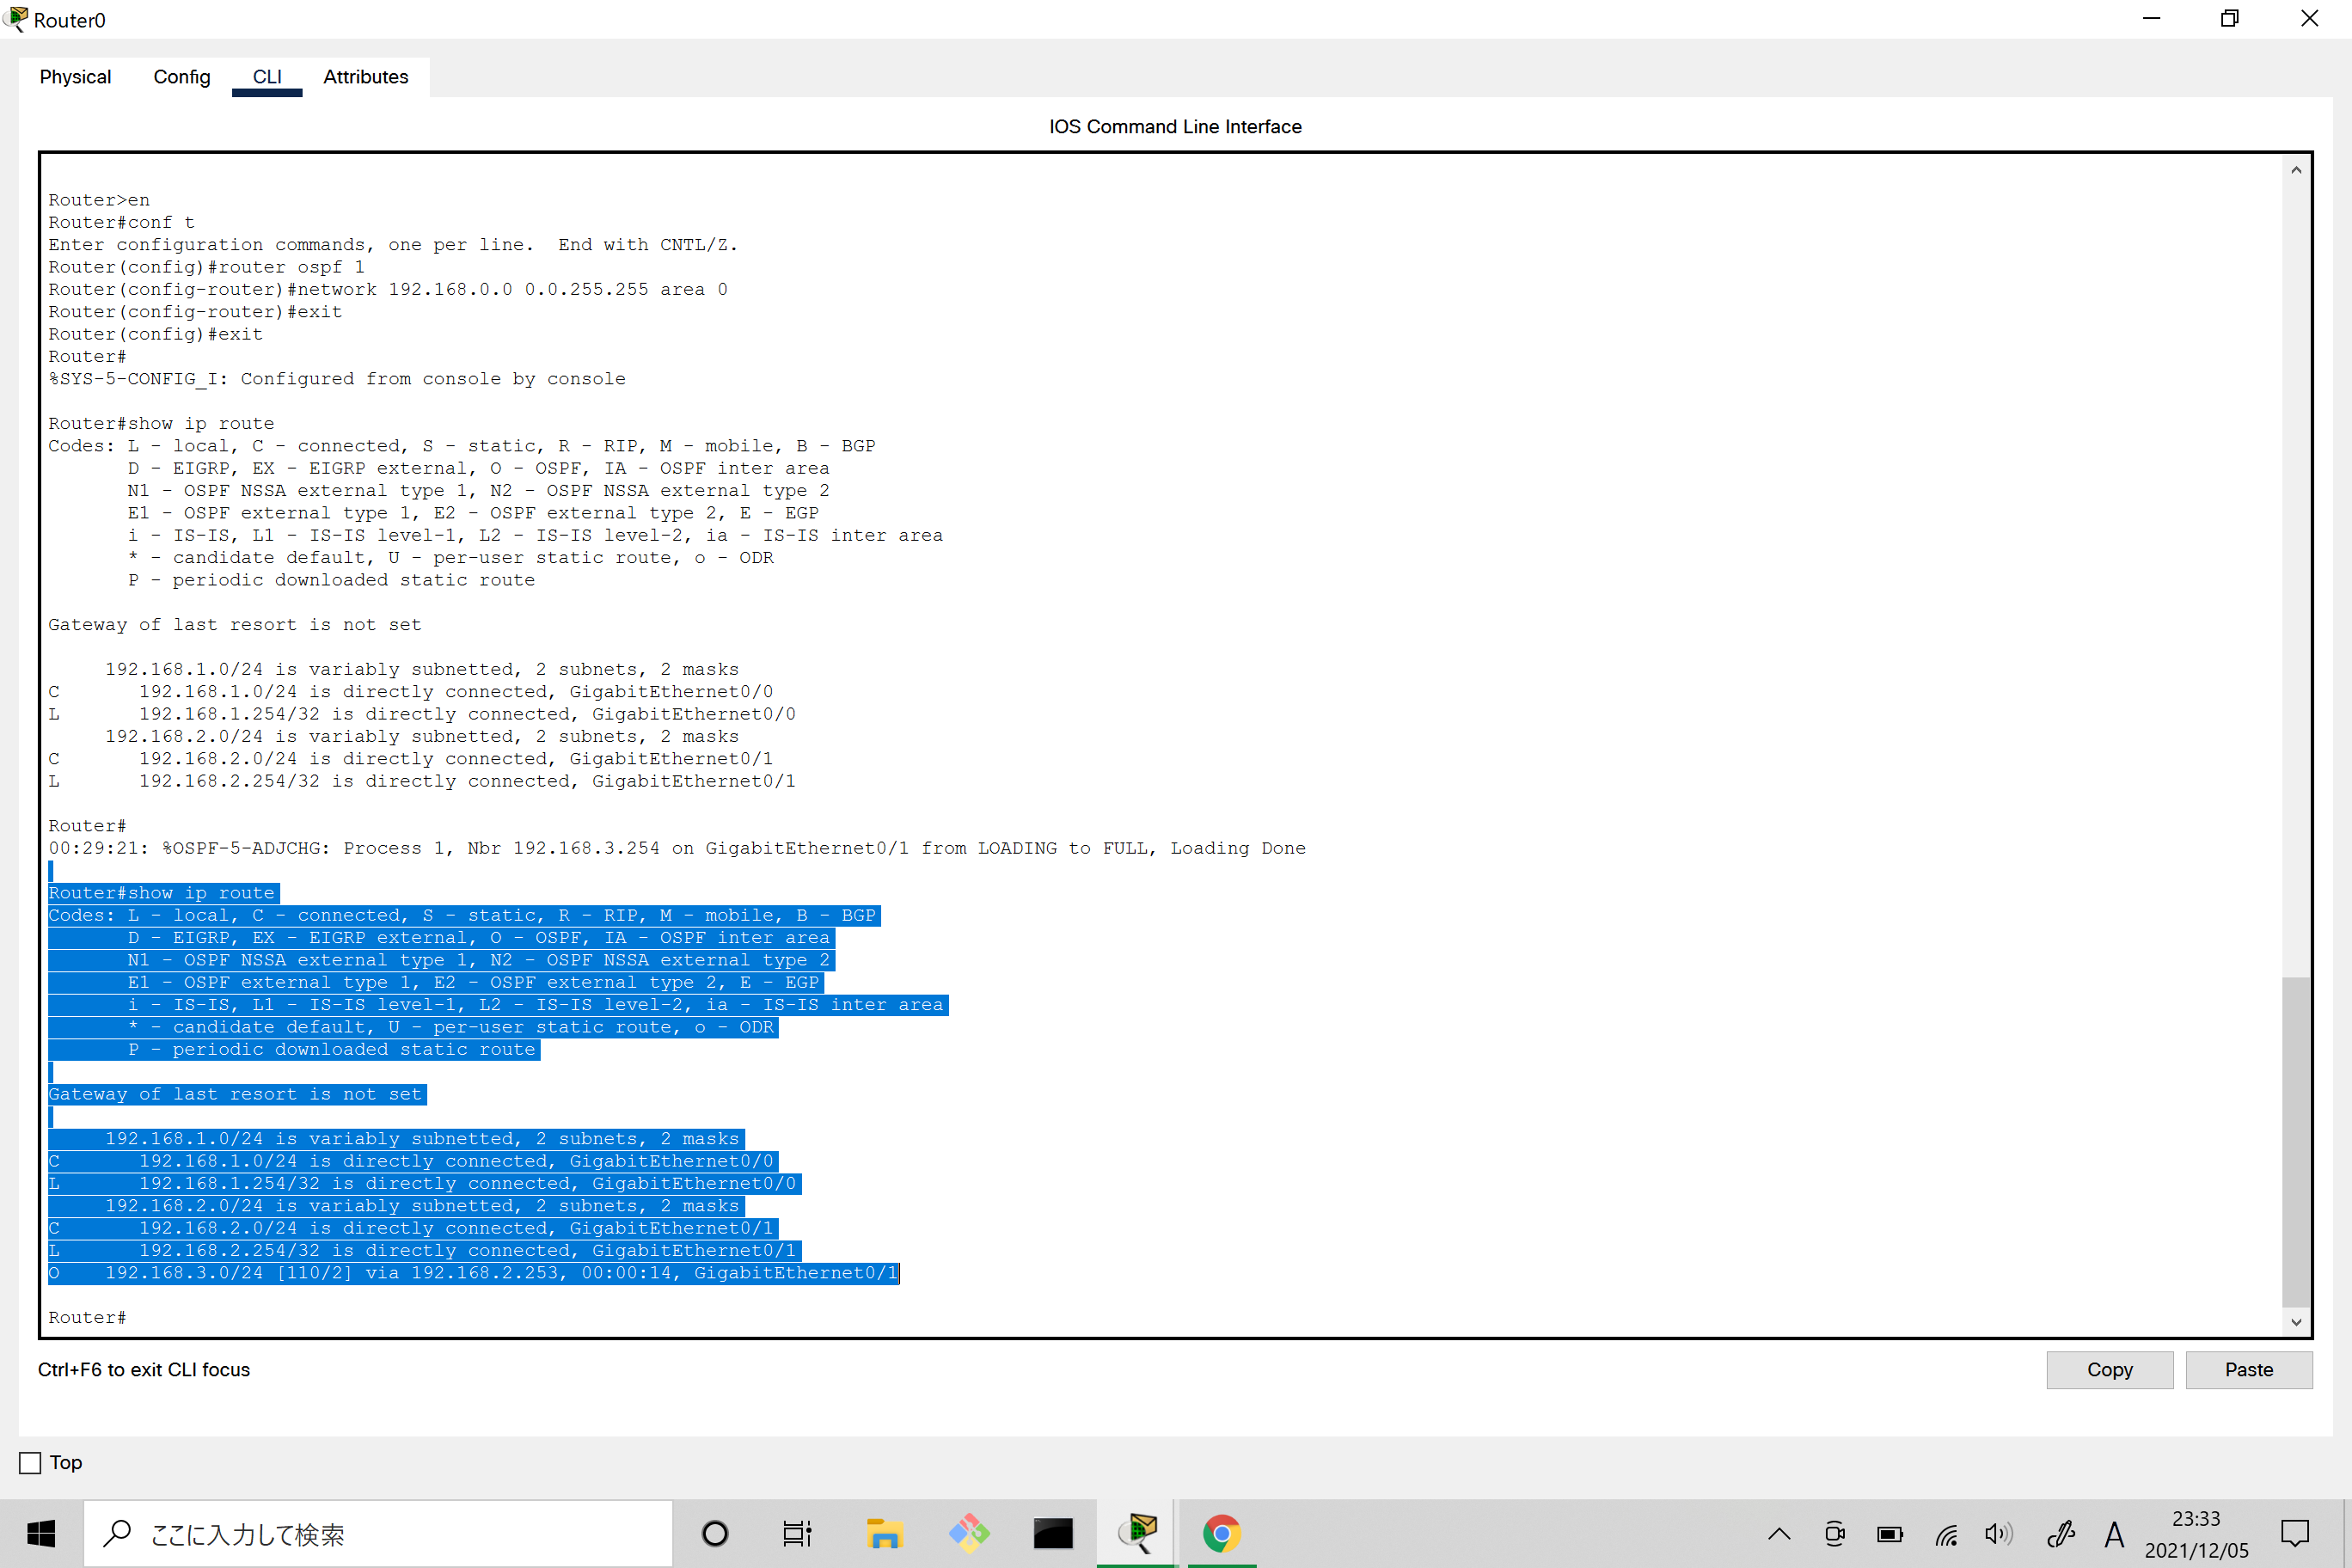 Router0
Physical Config CLI Attributes
IOS Command Line Interface
Router>en
Router#conf t
Enter configuration commands, one per line.  End with CNTL/Z.
Router(config)#router ospf 1
Router(config-router)#network 192.168.0.0 0.0.255.255 area 0
Router(config-router)#exit
Router(config)#exit
Router#
%SYS-5-CONFIG_I: Configured from console by console
Router#show ip route
Codes: L - local, C - connected, S - static, R - RIP, M - mobile, B - BGP
       D - EIGRP, EX - EIGRP external, O - OSPF, IA - OSPF inter area
       N1 - OSPF NSSA external type 1, N2 - OSPF NSSA external type 2
       E1 - OSPF external type 1, E2 - OSPF external type 2, E - EGP
       i - IS-IS, L1 - IS-IS level-1, L2 - IS-IS level-2, ia - IS-IS inter area
       * - candidate default, U - per-user static route, o - ODR
       P - periodic downloaded static route
Gateway of last resort is not set
     192.168.1.0/24 is variably subnetted, 2 subnets, 2 masks
C       192.168.1.0/24 is directly connected, GigabitEthernet0/0
L       192.168.1.254/32 is directly connected, GigabitEthernet0/0
     192.168.2.0/24 is variably subnetted, 2 subnets, 2 masks
C       192.168.2.0/24 is directly connected, GigabitEthernet0/1
L       192.168.2.254/32 is directly connected, GigabitEthernet0/1
Router#
00:29:21: %OSPF-5-ADJCHG: Process 1, Nbr 192.168.3.254 on GigabitEthernet0/1 from LOADING to FULL, Loading Done
Router#show ip route
Codes: L - local, C - connected, S - static, R - RIP, M - mobile, B - BGP
       D - EIGRP, EX - EIGRP external, O - OSPF, IA - OSPF inter area
       N1 - OSPF NSSA external type 1, N2 - OSPF NSSA external type 2
       E1 - OSPF external type 1, E2 - OSPF external type 2, E - EGP
       i - IS-IS, L1 - IS-IS level-1, L2 - IS-IS level-2, ia - IS-IS inter area
       * - candidate default, U - per-user static route, o - ODR
       P - periodic downloaded static route
Gateway of last resort is not set
     192.168.1.0/24 is variably subnetted, 2 subnets, 2 masks
C       192.168.1.0/24 is directly connected, GigabitEthernet0/0
L       192.168.1.254/32 is directly connected, GigabitEthernet0/0
     192.168.2.0/24 is variably subnetted, 2 subnets, 2 masks
C       192.168.2.0/24 is directly connected, GigabitEthernet0/1
L       192.168.2.254/32 is directly connected, GigabitEthernet0/1
O    192.168.3.0/24 [110/2] via 192.168.2.253, 00:00:14, GigabitEthernet0/1
Router#
Ctrl+F6 to exit CLI focus
Copy Paste
Top
ここに入力して検索
A
23:33
2021/12/05